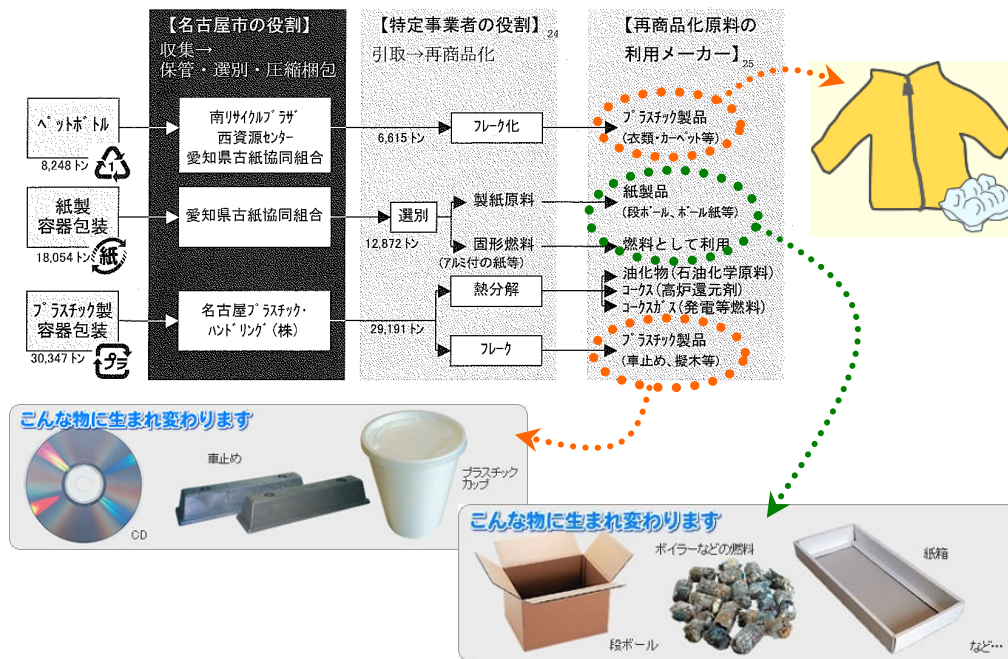 【名古屋市の役割】
収集→
保管・選別・圧縮梱包
【特定事業者の役割】24
引取→再商品化
【再商品化原料の
利用メーカー】25
ペットボトル
8,248トン
1
南リサイクルプラザ
西資源センター
愛知県古紙協同組合
6,615トン
フレーク化
プラスチック製品
(衣類・カーペット等)
紙製
容器包装
18,054トン
紙
愛知県古紙協同組合
選別
12,872トン
製紙原料
紙製品
(段ボール、ボール紙等)
固形燃料
(アルミ付の紙等)
燃料として利用
プラスチック製
容器包装
30,347トン
プラ
名古屋プラスチック・
ハンドリング(株)
29,191トン
熱分解
油化物(石油化学原料)
コークス(高炉還元剤)
コークスガス(発電等燃料)
フレーク
プラスチック製品
(車止め、擬木等)
こんな物に生まれ変わります
CD
車止め
プラスチック
カップ
こんな物に生まれ変わります
段ボール
ボイラーなどの燃料
紙箱
など…